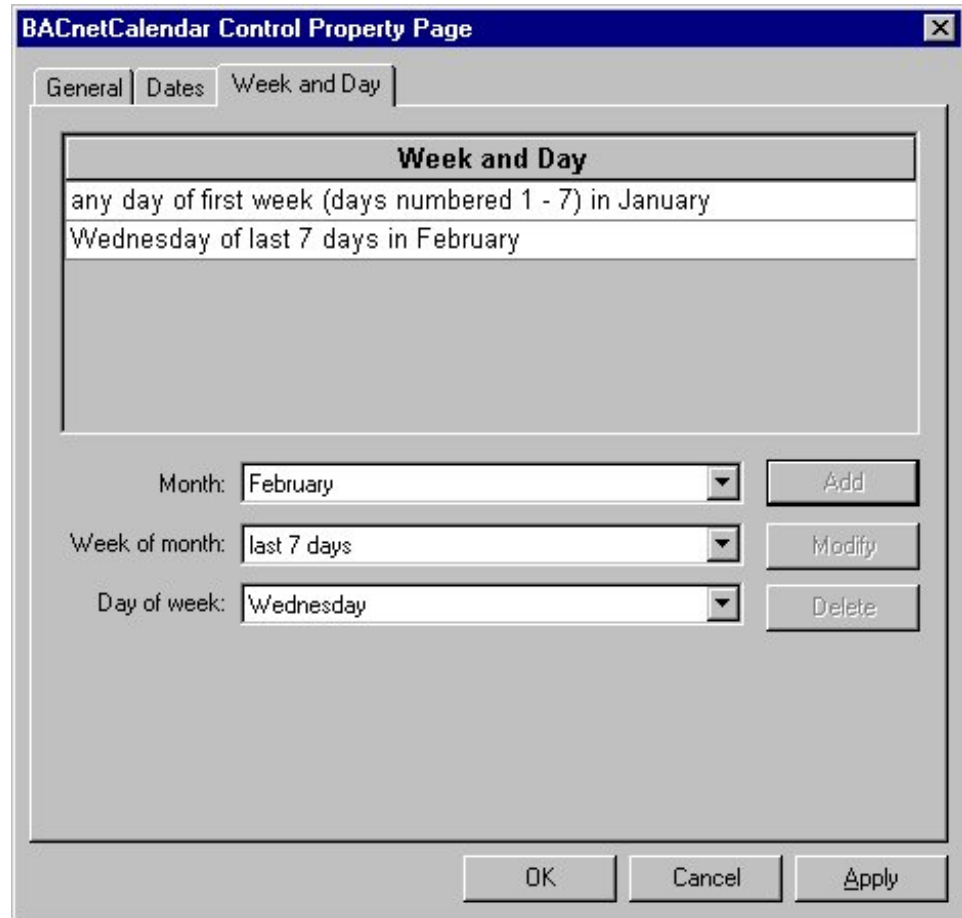 BACnetCalendar Control Property Page
General Dates Week and Day
Week and Day
any day of first week (days numbered 1 - 7) in January
Wednesday of last 7 days in February
Month: February Add
Week of month: last 7 days Modify
Day of week: Wednesday Delete
OK Cancel Apply